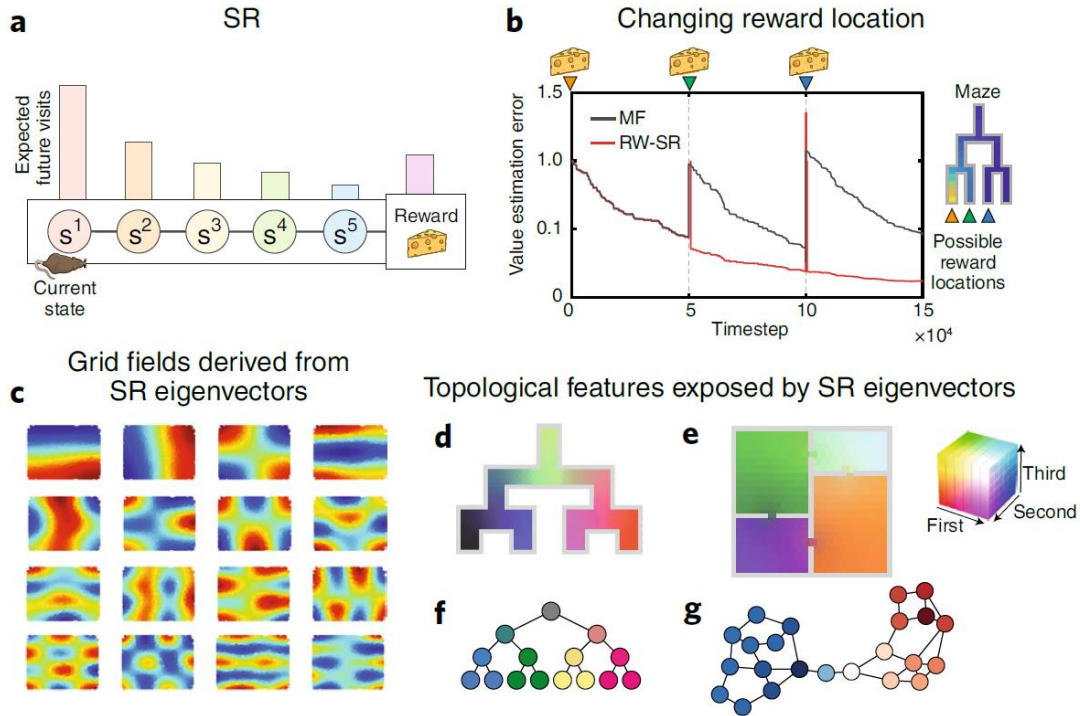 a
SR
Expected
future visits
s¹
s²
s³
s⁴
s⁵
Reward
Current
state
b
Changing reward location
Value estimation error
1.5
1.0
0.1
0
MF
RW-SR
0
5
10
15
Timestep
×10⁴
Maze
Possible
reward
locations
c
Grid fields derived from
SR eigenvectors
Topological features exposed by SR eigenvectors
d
e
Third
Second
First
f
g